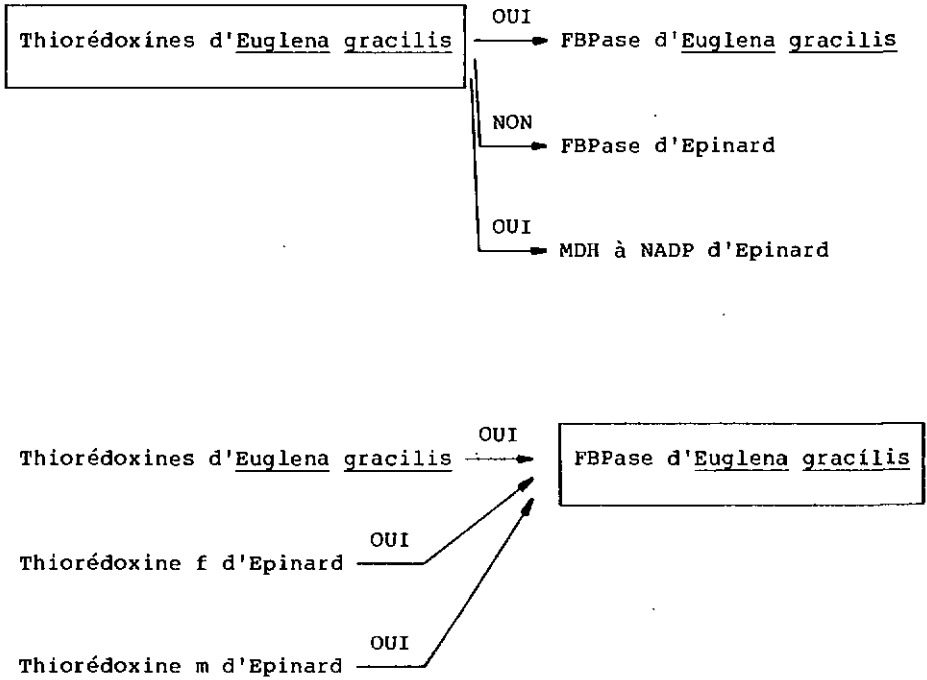 OUI
Thiorédoxines d'Euglena gracilis
FBPase d'Euglena gracilis
NON
FBPase d'Epinard
OUI
MDH à NADP d'Epinard
OUI
Thiorédoxines d'Euglena gracilis
FBPase d'Euglena gracilis
OUI
Thiorédoxine f d'Epinard
OUI
Thiorédoxine m d'Epinard